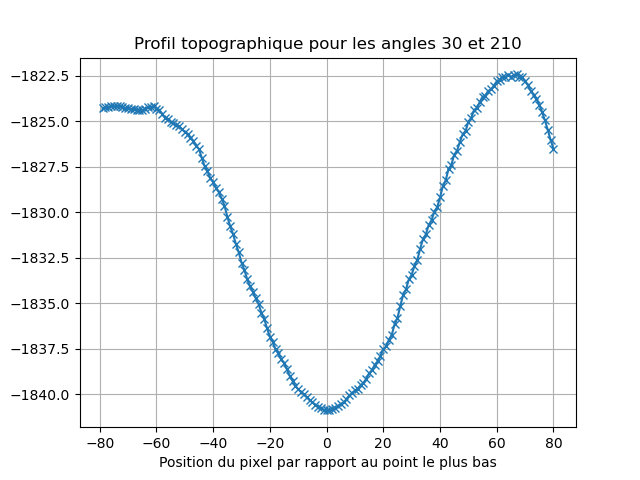 Profil topographique pour les angles 30 et 210
−1822.5
−1825.0
−1827.5
−1830.0
−1832.5
−1835.0
−1837.5
−1840.0
−80 −60 −40 −20 0 20 40 60 80
Position du pixel par rapport au point le plus bas